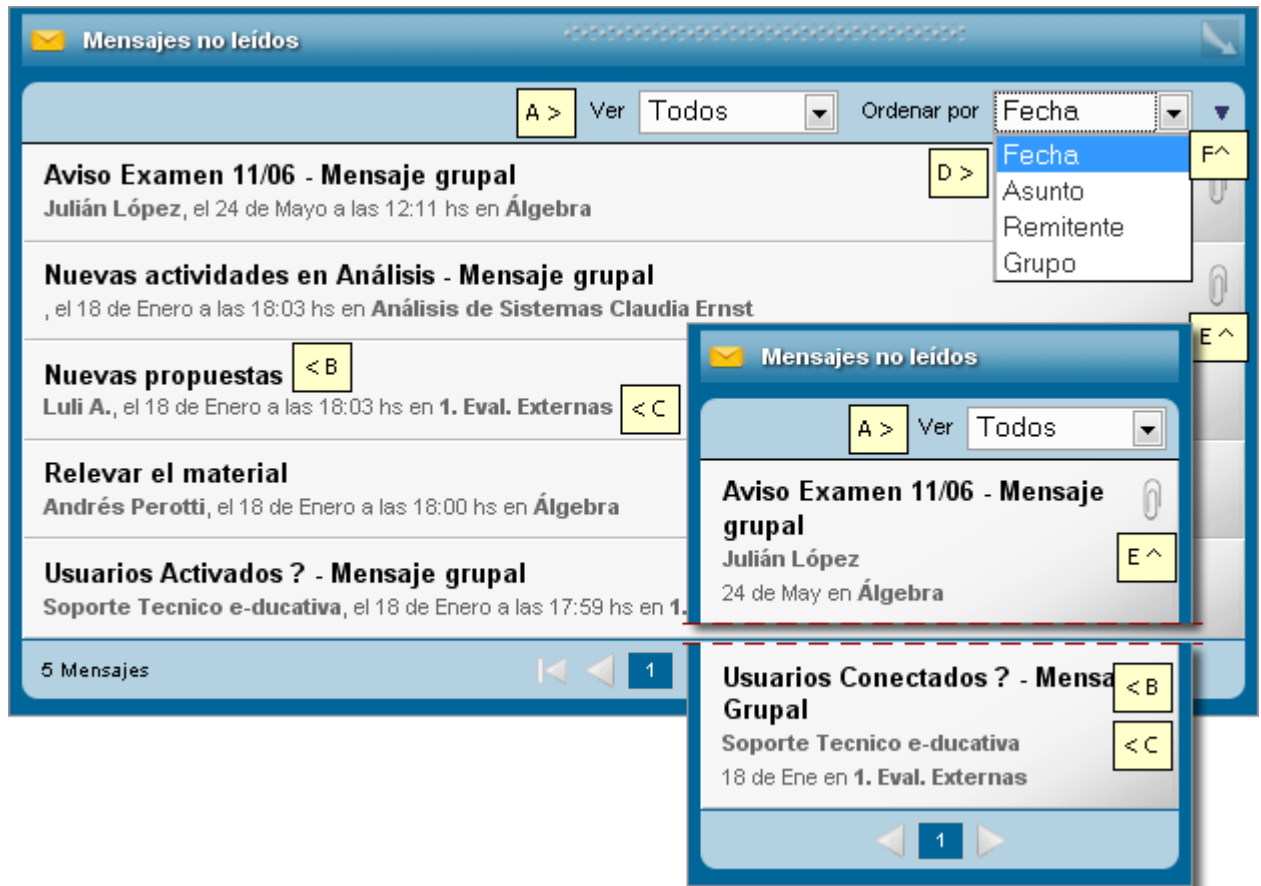 Mensajes no leídos
A > Ver Todos Ordenar por Fecha
Fecha
Asunto
Remitente
Grupo
F^
D >
Aviso Examen 11/06 - Mensaje grupal
Julián López, el 24 de Mayo a las 12:11 hs en Álgebra
Nuevas actividades en Análisis - Mensaje grupal
, el 18 de Enero a las 18:03 hs en Análisis de Sistemas Claudia Ernst
E ^
Nuevas propuestas < B
Luli A., el 18 de Enero a las 18:03 hs en 1. Eval. Externas < C
Relevar el material
Andrés Perotti, el 18 de Enero a las 18:00 hs en Álgebra
Usuarios Activados ? - Mensaje grupal
Soporte Tecnico e-ducativa, el 18 de Enero a las 17:59 hs en 1.
5 Mensajes 1
Mensajes no leídos
A > Ver Todos
Aviso Examen 11/06 - Mensaje
grupal
Julián López
24 de May en Álgebra
E ^
Usuarios Conectados ? - Mensa < B
Grupal
Soporte Tecnico e-ducativa < C
18 de Ene en 1. Eval. Externas
1